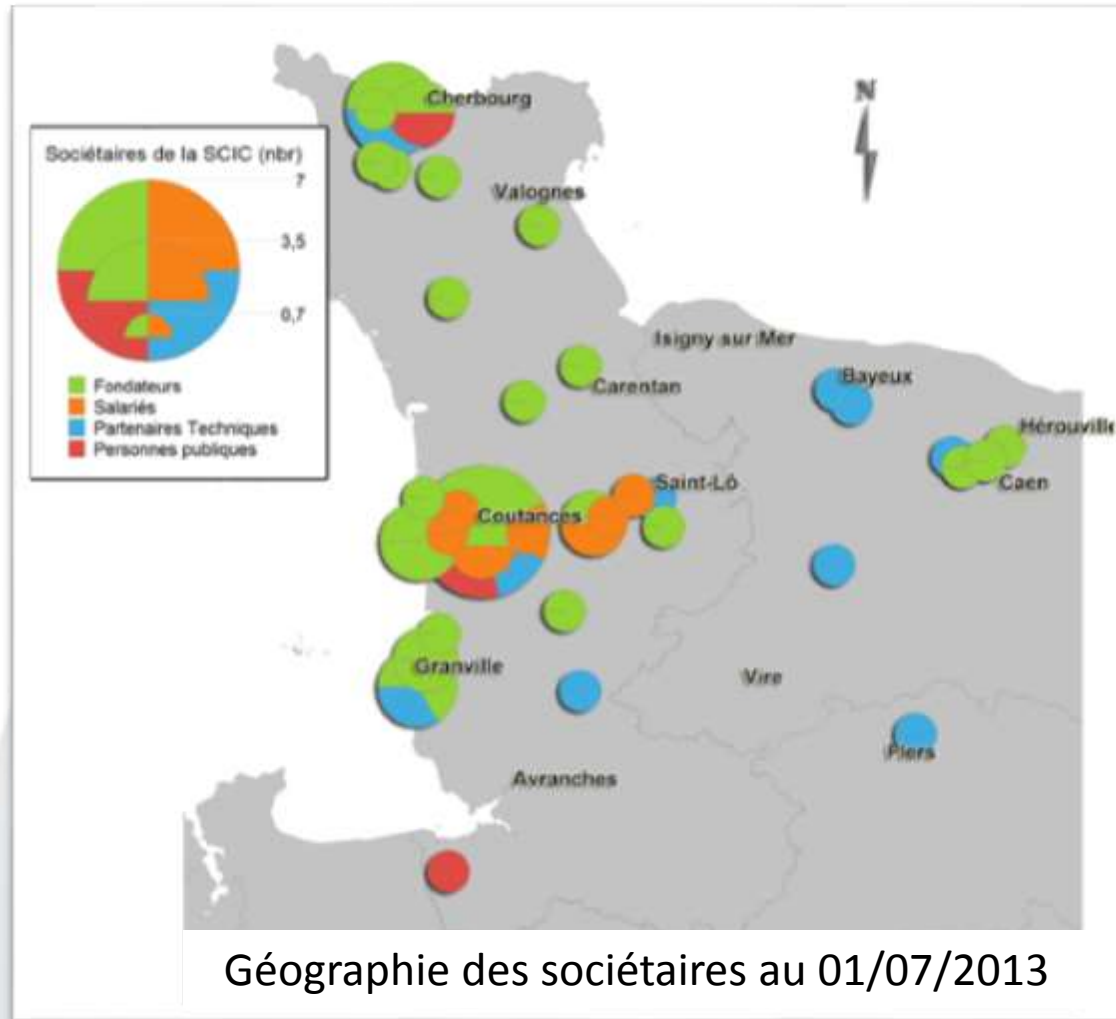 Cherbourg
N
Sociétaires de la SCIC (nbr)
7
3,5
0,7
Fondateurs
Salariés
Partenaires Techniques
Personnes publiques
Valognes
Isigny sur Mer
Carentan
Bayeux
Hérouville
Caen
Saint-Lô
Coutances
Granville
Vire
Flers
Avranches
Géographie des sociétaires au 01/07/2013